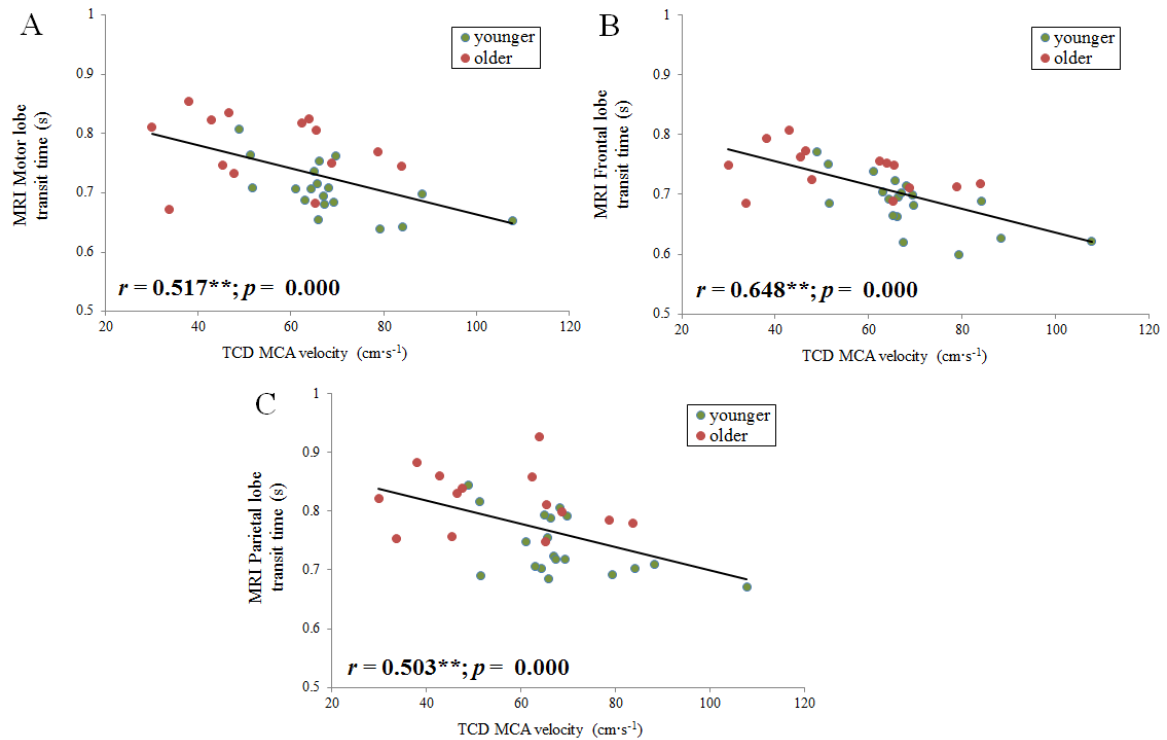 A
1
0.9
0.8
0.7
0.6
0.5
MRI Motor lobe
transit time (s)
younger
older
r = 0.517**; p = 0.000
20 40 60 80 100 120
TCD MCA velocity (cm·s⁻¹)
B
1
0.9
0.8
0.7
0.6
0.5
MRI Frontal lobe
transit time (s)
younger
older
r = 0.648**; p = 0.000
20 40 60 80 100 120
TCD MCA velocity (cm·s⁻¹)
C
1
0.9
0.8
0.7
0.6
0.5
MRI Parietal lobe
transit time (s)
younger
older
r = 0.503**; p = 0.000
20 40 60 80 100 120
TCD MCA velocity (cm·s⁻¹)